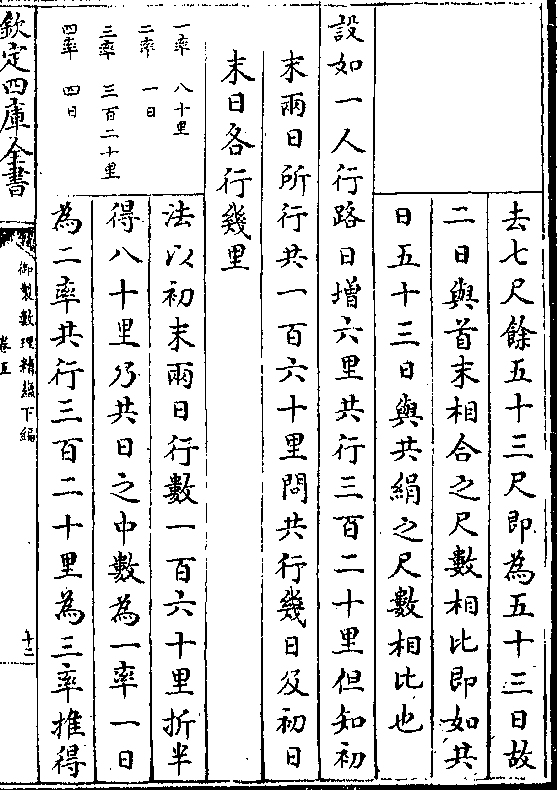 去七尺餘五十三尺即為五十三日故
二日與首末相合之尺數相比即如共
日五十三日與共絹之尺數相比也
設如一人行路日增六里共行三百二十里但知初
末兩日所行共一百六十里問共行幾日及初日
末日各行幾里
一率 八十里
二率 一日
三率 三百二十里
四率 四日
法以初末兩日行數一百六十里折半
得八十里乃共日之中數為一率一日
為二率共行三百二十里為三率推得
欽定四庫全書
御製數理精蘊下編
卷五
十二